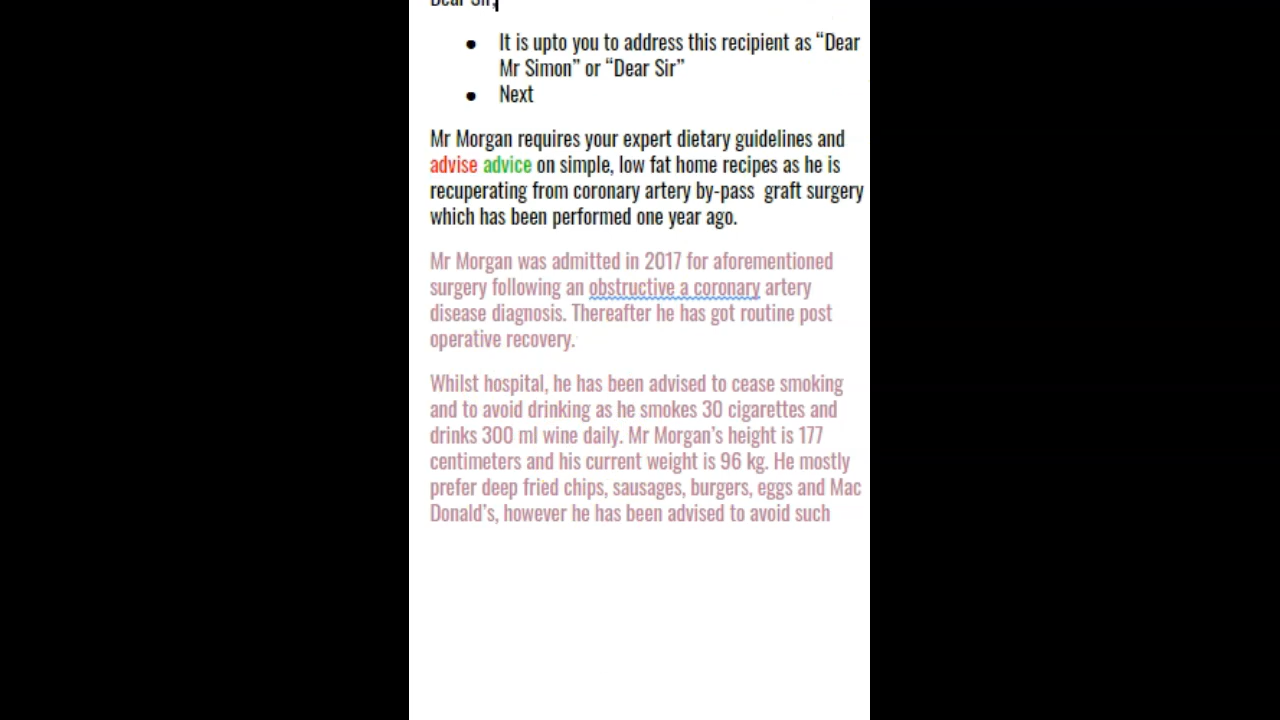 Dear Sir,
It is upto you to address this recipient as “Dear
Mr Simon” or “Dear Sir”
Next
Mr Morgan requires your expert dietary guidelines and
advise advice on simple, low fat home recipes as he is
recuperating from coronary artery by-pass graft surgery
which has been performed one year ago.
Mr Morgan was admitted in 2017 for aforementioned
surgery following an obstructive a coronary artery
disease diagnosis. Thereafter he has got routine post
operative recovery.
Whilst hospital, he has been advised to cease smoking
and to avoid drinking as he smokes 30 cigarettes and
drinks 300 ml wine daily. Mr Morgan’s height is 177
centimeters and his current weight is 96 kg. He mostly
prefer deep fried chips, sausages, burgers, eggs and Mac
Donald’s, however he has been advised to avoid such